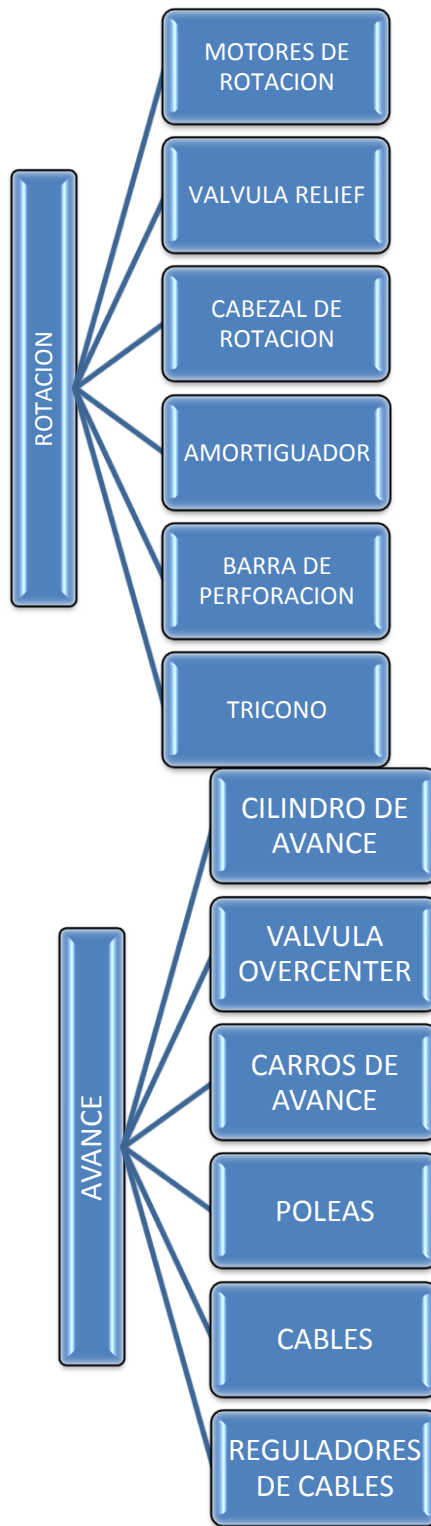 ROTACION
MOTORES DE
ROTACION
VALVULA RELIEF
CABEZAL DE
ROTACION
AMORTIGUADOR
BARRA DE
PERFORACION
TRICONO
AVANCE
CILINDRO DE
AVANCE
VALVULA
OVERCENTER
CARROS DE
AVANCE
POLEAS
CABLES
REGULADORES
DE CABLES